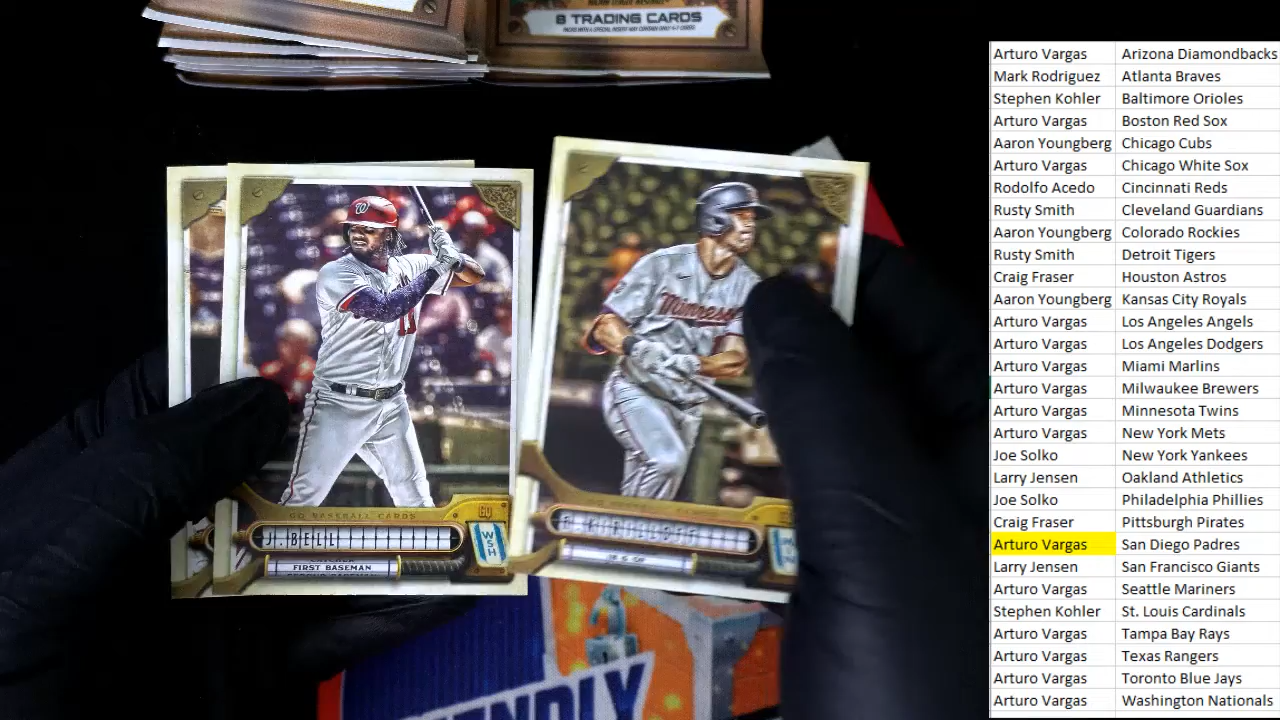 8 TRADING CARDS
J. BELL
GQ BASEBALL CARDS
GQ
WSH
FIRST BASEMAN
W
11
Minneso
ENDLY
Arturo Vargas Arizona Diamondbacks
Mark Rodriguez Atlanta Braves
Stephen Kohler Baltimore Orioles
Arturo Vargas Boston Red Sox
Aaron Youngberg Chicago Cubs
Arturo Vargas Chicago White Sox
Rodolfo Acedo Cincinnati Reds
Rusty Smith Cleveland Guardians
Aaron Youngberg Colorado Rockies
Rusty Smith Detroit Tigers
Craig Fraser Houston Astros
Aaron Youngberg Kansas City Royals
Arturo Vargas Los Angeles Angels
Arturo Vargas Los Angeles Dodgers
Arturo Vargas Miami Marlins
Arturo Vargas Milwaukee Brewers
Arturo Vargas Minnesota Twins
Arturo Vargas New York Mets
Joe Solko New York Yankees
Larry Jensen Oakland Athletics
Joe Solko Philadelphia Phillies
Craig Fraser Pittsburgh Pirates
Arturo Vargas San Diego Padres
Larry Jensen San Francisco Giants
Arturo Vargas Seattle Mariners
Stephen Kohler St. Louis Cardinals
Arturo Vargas Tampa Bay Rays
Arturo Vargas Texas Rangers
Arturo Vargas Toronto Blue Jays
Arturo Vargas Washington Nationals